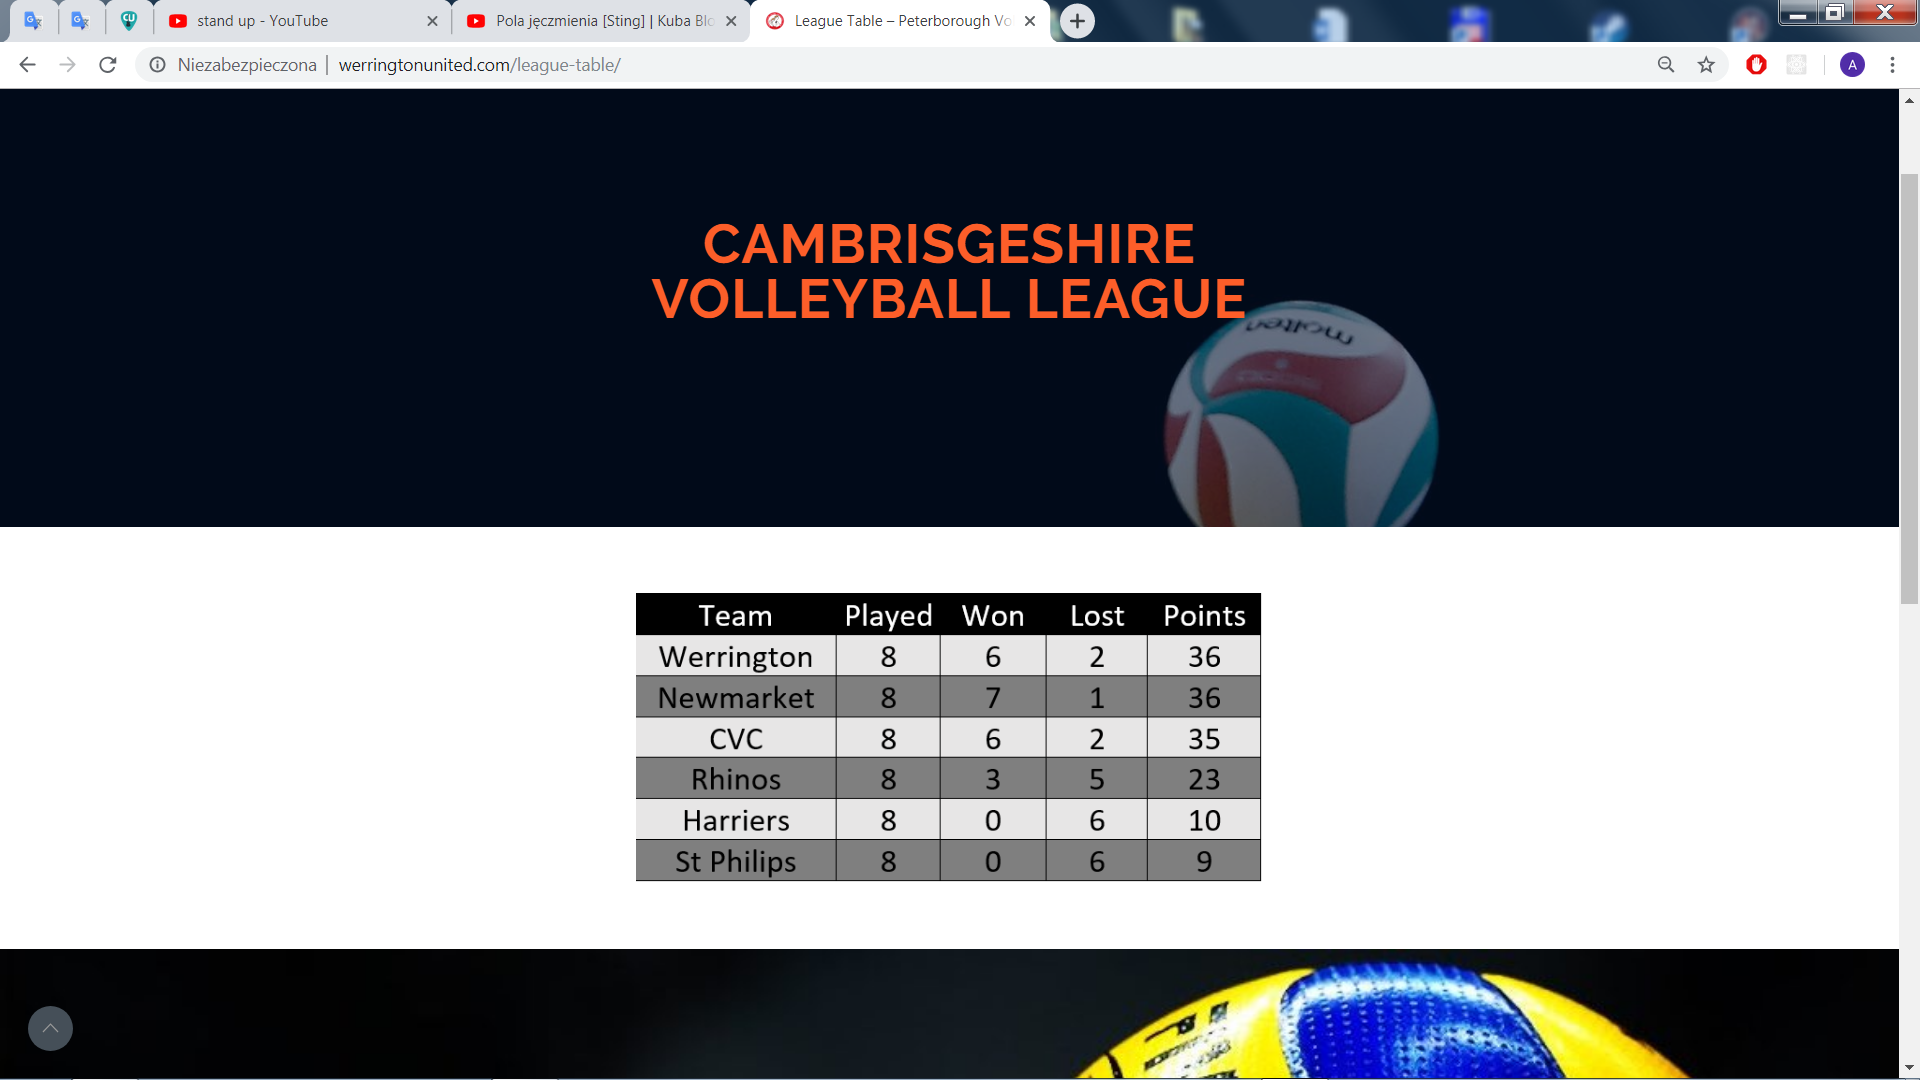 stand up - YouTube
Pola jęczmienia [Sting] | Kuba Blo
League Table – Peterborough Vo
Niezabezpieczona | werringtonunited.com/league-table/
A
CAMBRISGESHIRE
VOLLEYBALL LEAGUE
molten
Team Played Won Lost Points
Werrington 8 6 2 36
Newmarket 8 7 1 36
CVC 8 6 2 35
Rhinos 8 3 5 23
Harriers 8 0 6 10
St Philips 8 0 6 9